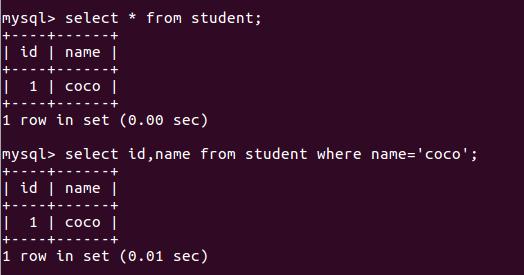 mysql> select * from student;
+----+------+
| id | name |
+----+------+
|  1 | coco |
+----+------+
1 row in set (0.00 sec)

mysql> select id,name from student where name='coco';
+----+------+
| id | name |
+----+------+
|  1 | coco |
+----+------+
1 row in set (0.01 sec)